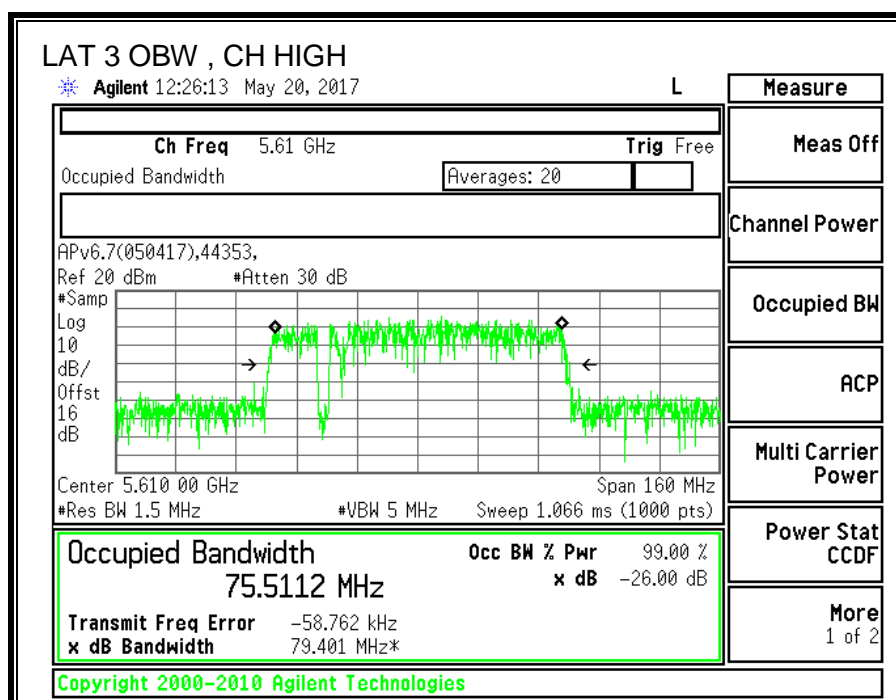 LAT 3 OBW , CH HIGH
Agilent 12:26:13 May 20, 2017 L
Measure
Ch Freq 5.61 GHz Trig Free
Meas Off
Occupied Bandwidth Averages: 20
Channel Power
APv6.7(050417),44353,
Ref 20 dBm #Atten 30 dB
#Samp
Log
10
dB/
Offst
16
dB
Occupied BW
ACP
Multi Carrier
Power
Center 5.610 00 GHz Span 160 MHz
#Res BW 1.5 MHz #VBW 5 MHz Sweep 1.066 ms (1000 pts)
Power Stat
CCDF
Occupied Bandwidth Occ BW % Pwr 99.00 %
75.5112 MHz x dB -26.00 dB
Transmit Freq Error -58.762 kHz
x dB Bandwidth 79.401 MHz*
More
1 of 2
Copyright 2000-2010 Agilent Technologies